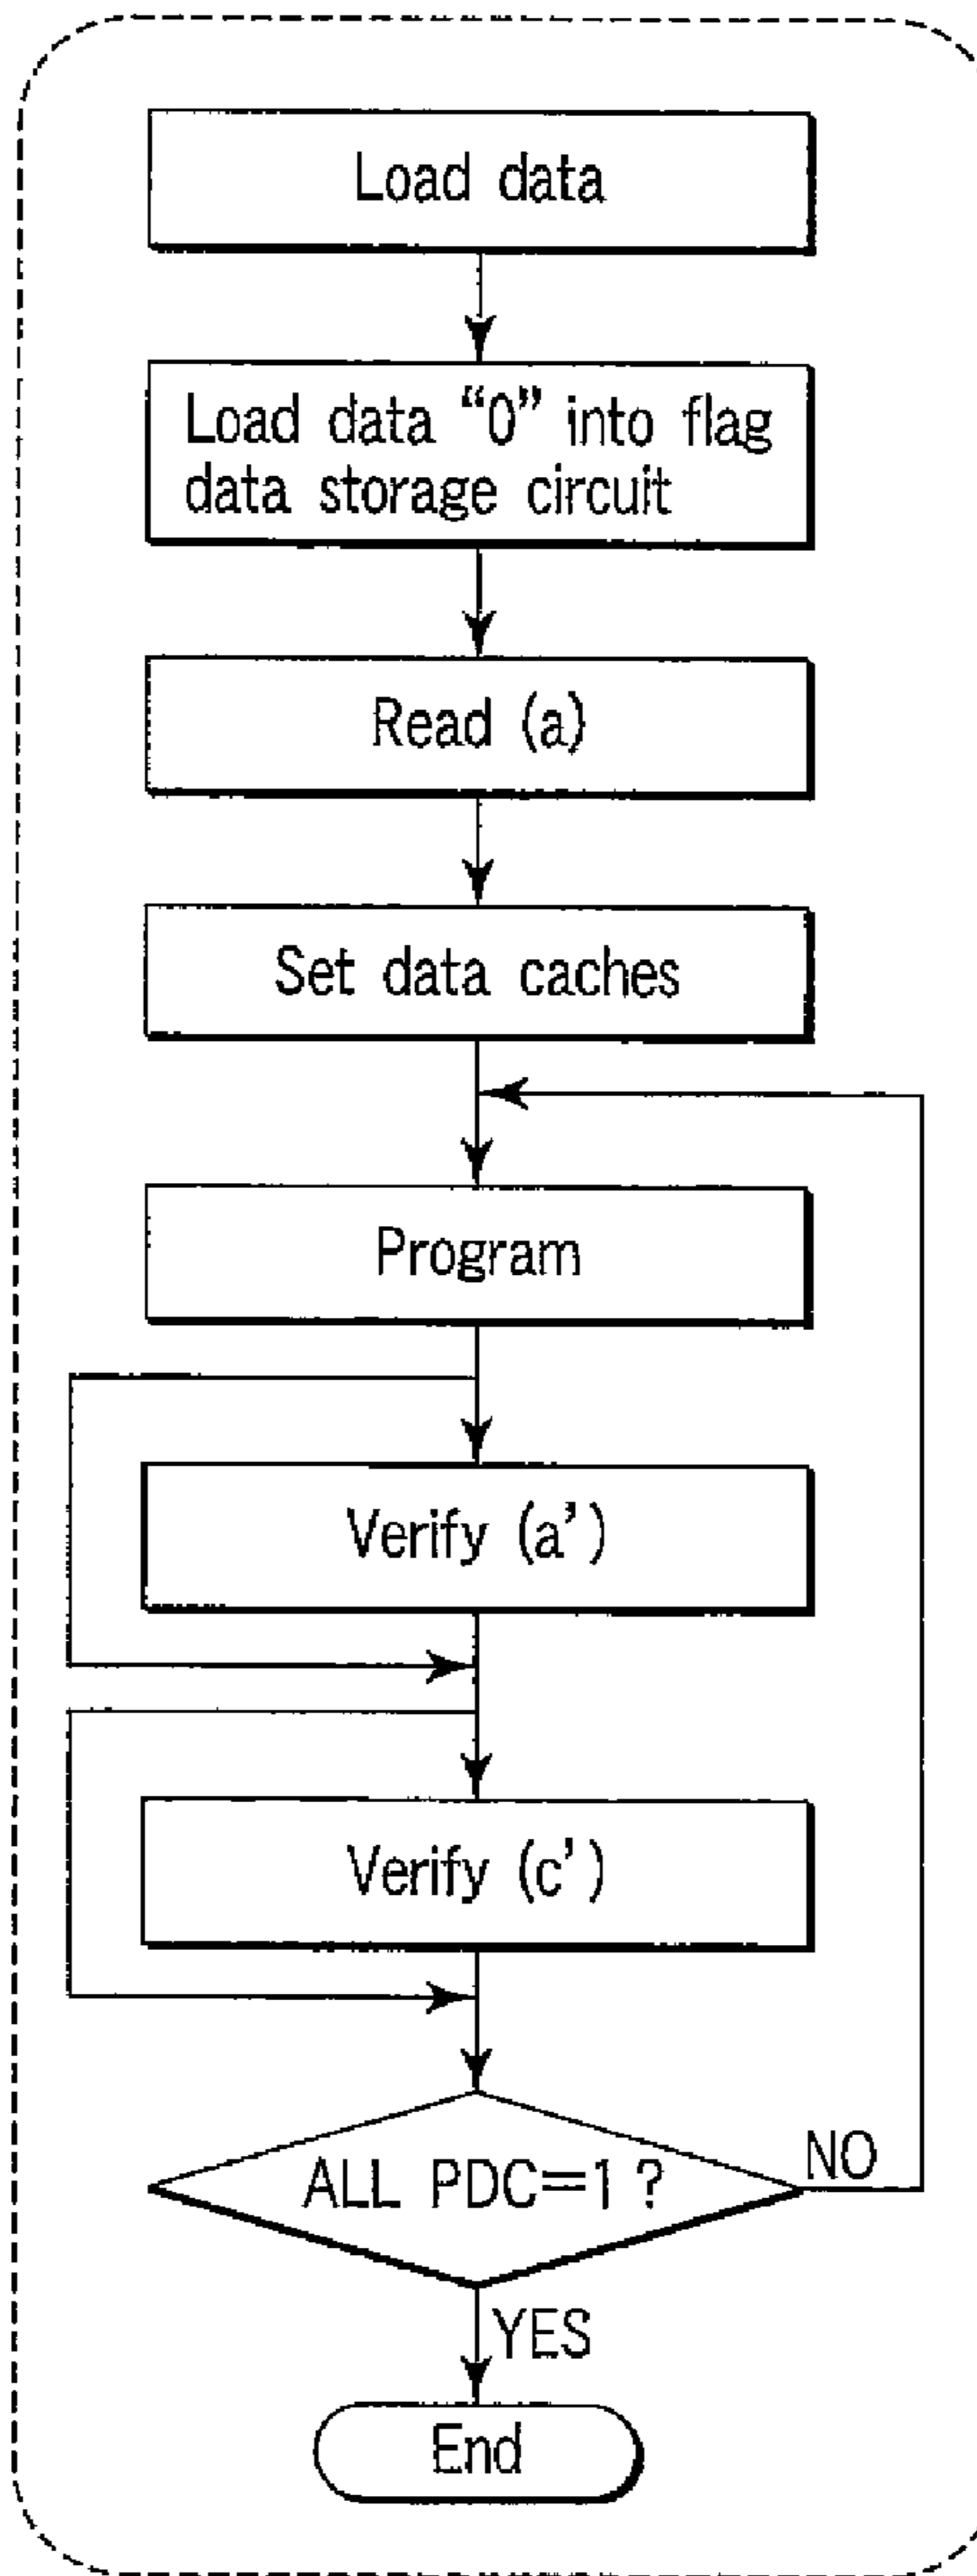 Load data
Load data “0” into flag
data storage circuit
Read (a)
Set data caches
Program
Verify (a’)
Verify (c’)
ALL PDC=1 ?
NO
YES
End